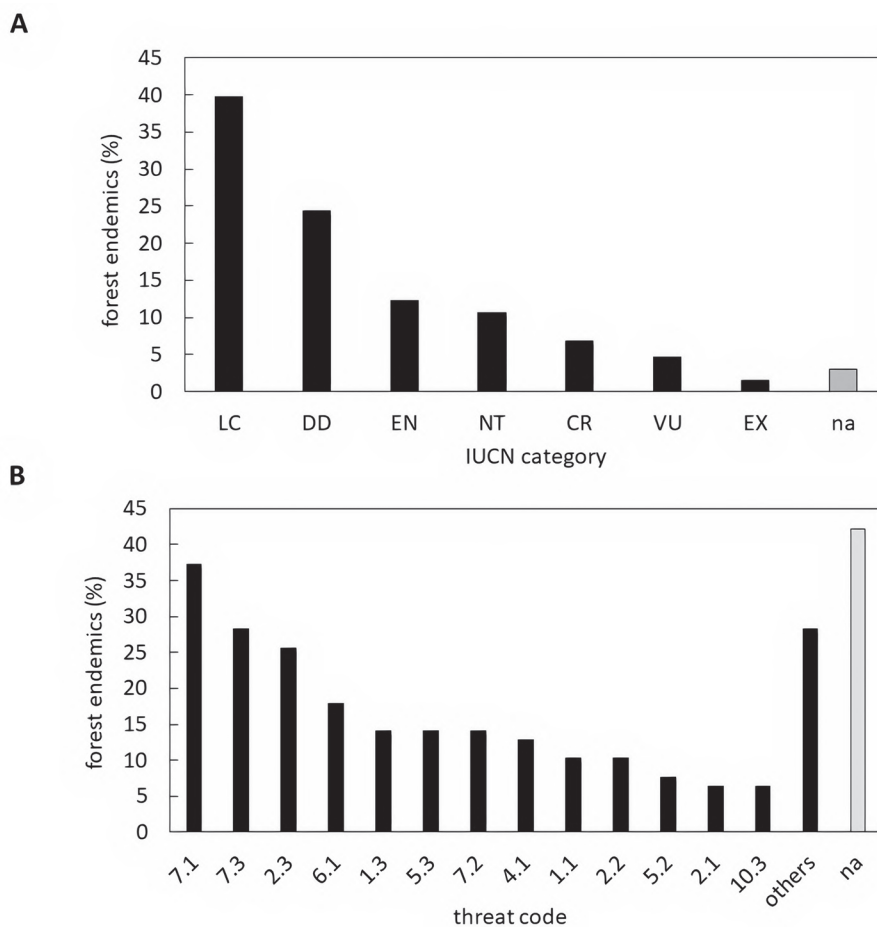 A
45
40
35
30
25
20
15
10
5
0
forest endemics (%)
LC DD EN NT CR VU EX na
IUCN category
B
45
40
35
30
25
20
15
10
5
0
forest endemics (%)
7.1 7.3 2.3 6.1 1.3 5.3 7.2 4.1 1.1 2.2 5.2 2.1 10.3 others na
threat code